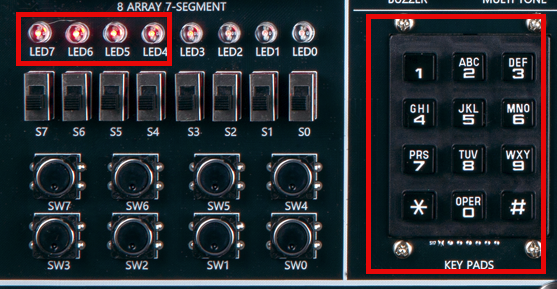 8 ARRAY 7-SEGMENT
LED7 LED6 LED5 LED4 LED3 LED2 LED1 LED0
S7 S6 S5 S4 S3 S2 S1 S0
SW7 SW6 SW5 SW4
SW3 SW2 SW1 SW0
BUZZER MULTI TONE
1 ABC 2 DEF 3
GHI 4 JKL 5 MNO 6
PRS 7 TUV 8 WXY 9
* OPER 0 #
KEY PADS